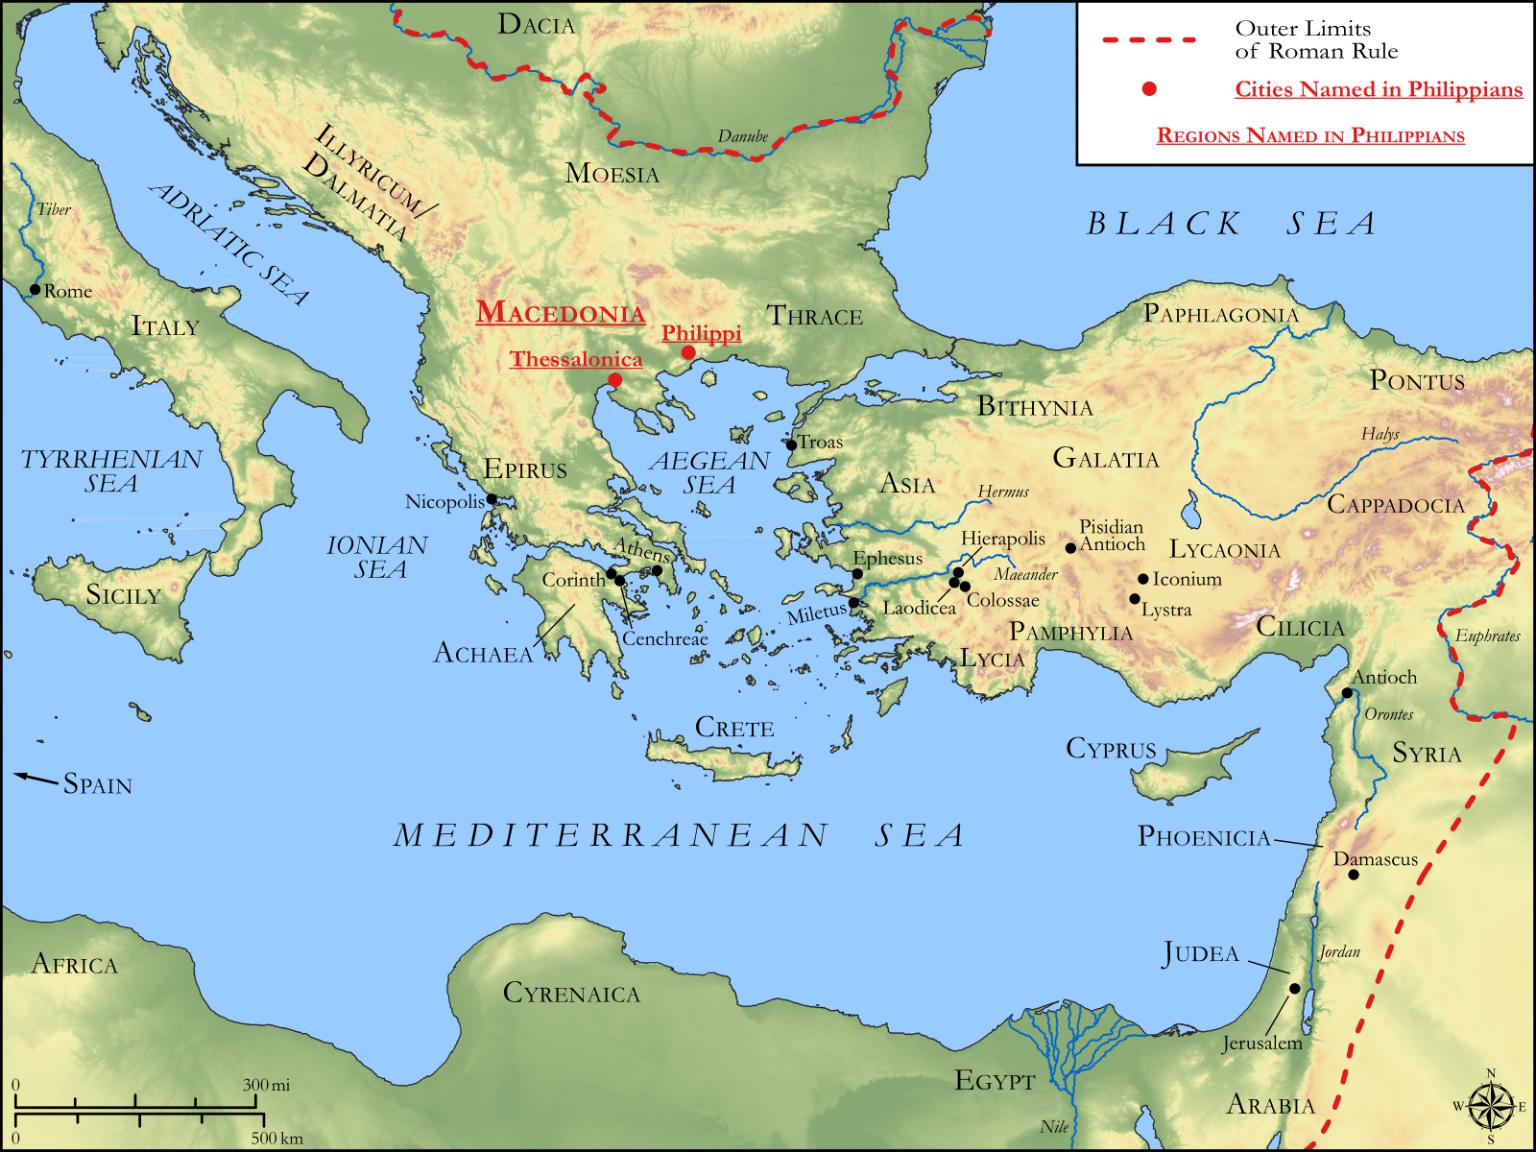 DACIA
Outer Limits
of Roman Rule
Cities Named in Philippians
REGIONS NAMED IN PHILIPPIANS
Danube
MOESIA
ILLYRICUM/
DALMATIA
ADRIATIC SEA
Tiber
Rome
ITALY
BLACK SEA
MACEDONIA
Philippi
Thessalonica
THRACE
PAPHLAGONIA
PONTUS
BITHYNIA
Halys
GALATIA
Troas
TYRRHENIAN
SEA
EPIRUS
AEGEAN
SEA
ASIA
Hermus
Nicopolis
CAPPADOCIA
Pisidian
Antioch
IONIAN
SEA
Athens
Hierapolis
LYCAONIA
Ephesus
Maeander
Corinth
Iconium
SICILY
Laodicea
Colossae
Miletus
Lystra
Cenchreae
PAMPHYLIA
CILICIA
Euphrates
ACHAEA
LYCIA
Antioch
Orontes
CRETE
CYPRUS
SYRIA
SPAIN
MEDITERRANEAN SEA
PHOENICIA
Damascus
AFRICA
CYRENAICA
JUDEA
Jordan
Jerusalem
EGYPT
ARABIA
Nile
0 300 mi
0 500 km
N
W E
S